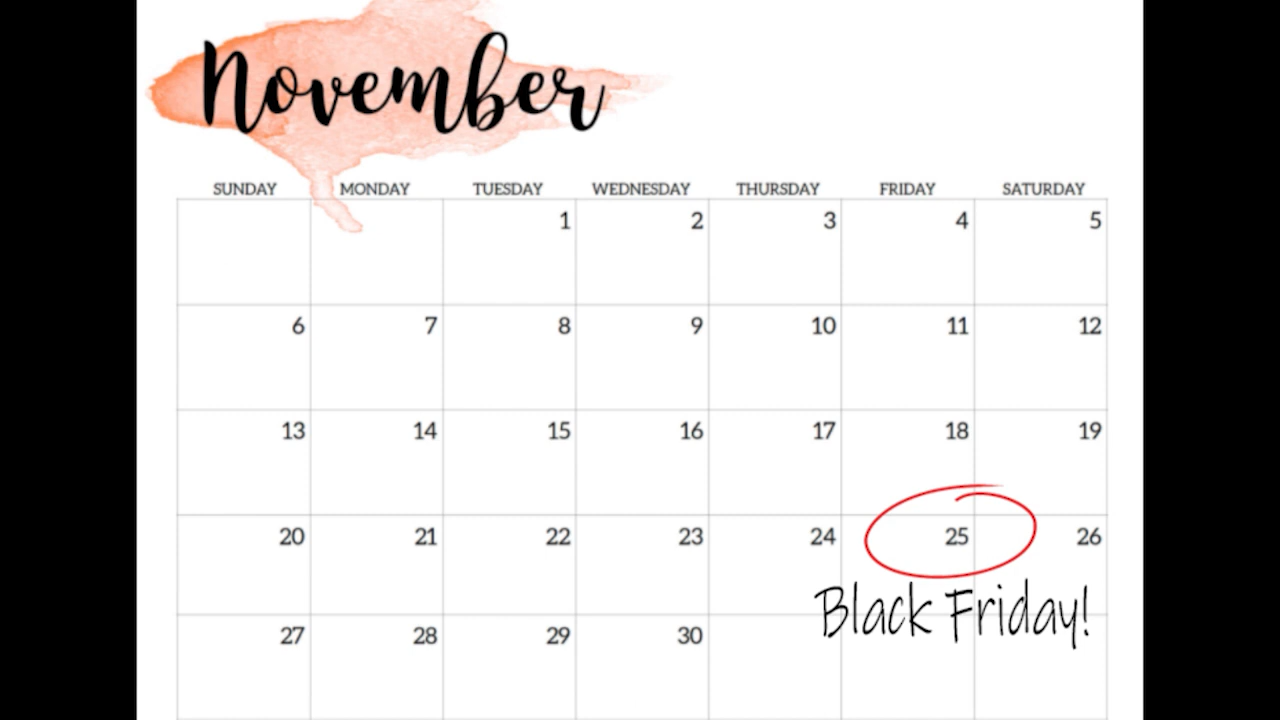 November
SUNDAY MONDAY TUESDAY WEDNESDAY THURSDAY FRIDAY SATURDAY
1 2 3 4 5
6 7 8 9 10 11 12
13 14 15 16 17 18 19
20 21 22 23 24 25 26
Black Friday!
27 28 29 30